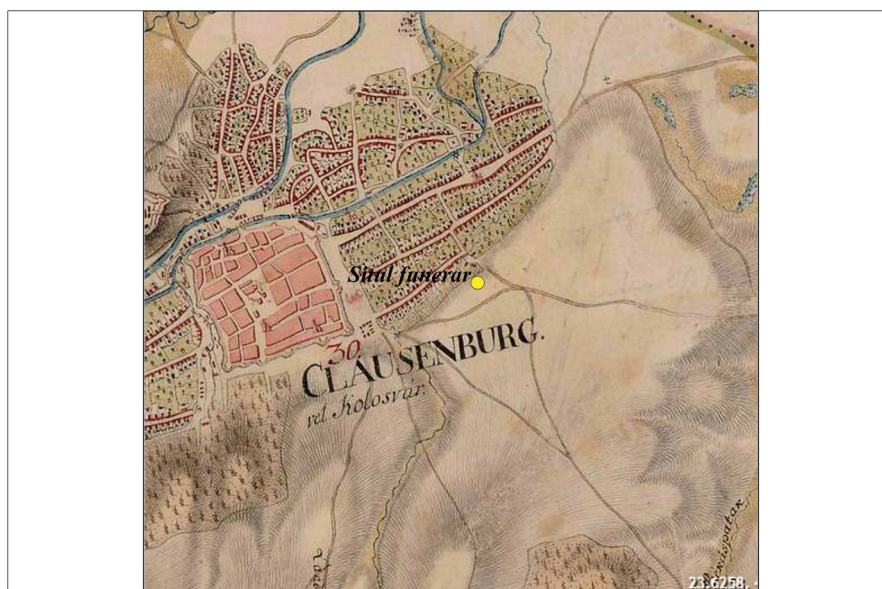 Situl funerar
30.
CLAUSENBURG.
vel Kolosvár,
23.6258,